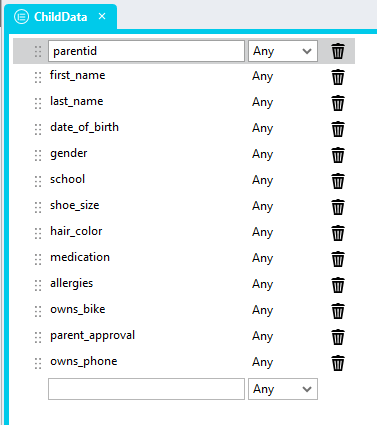 ChildData
parentid Any
first_name Any
last_name Any
date_of_birth Any
gender Any
school Any
shoe_size Any
hair_color Any
medication Any
allergies Any
owns_bike Any
parent_approval Any
owns_phone Any
Any